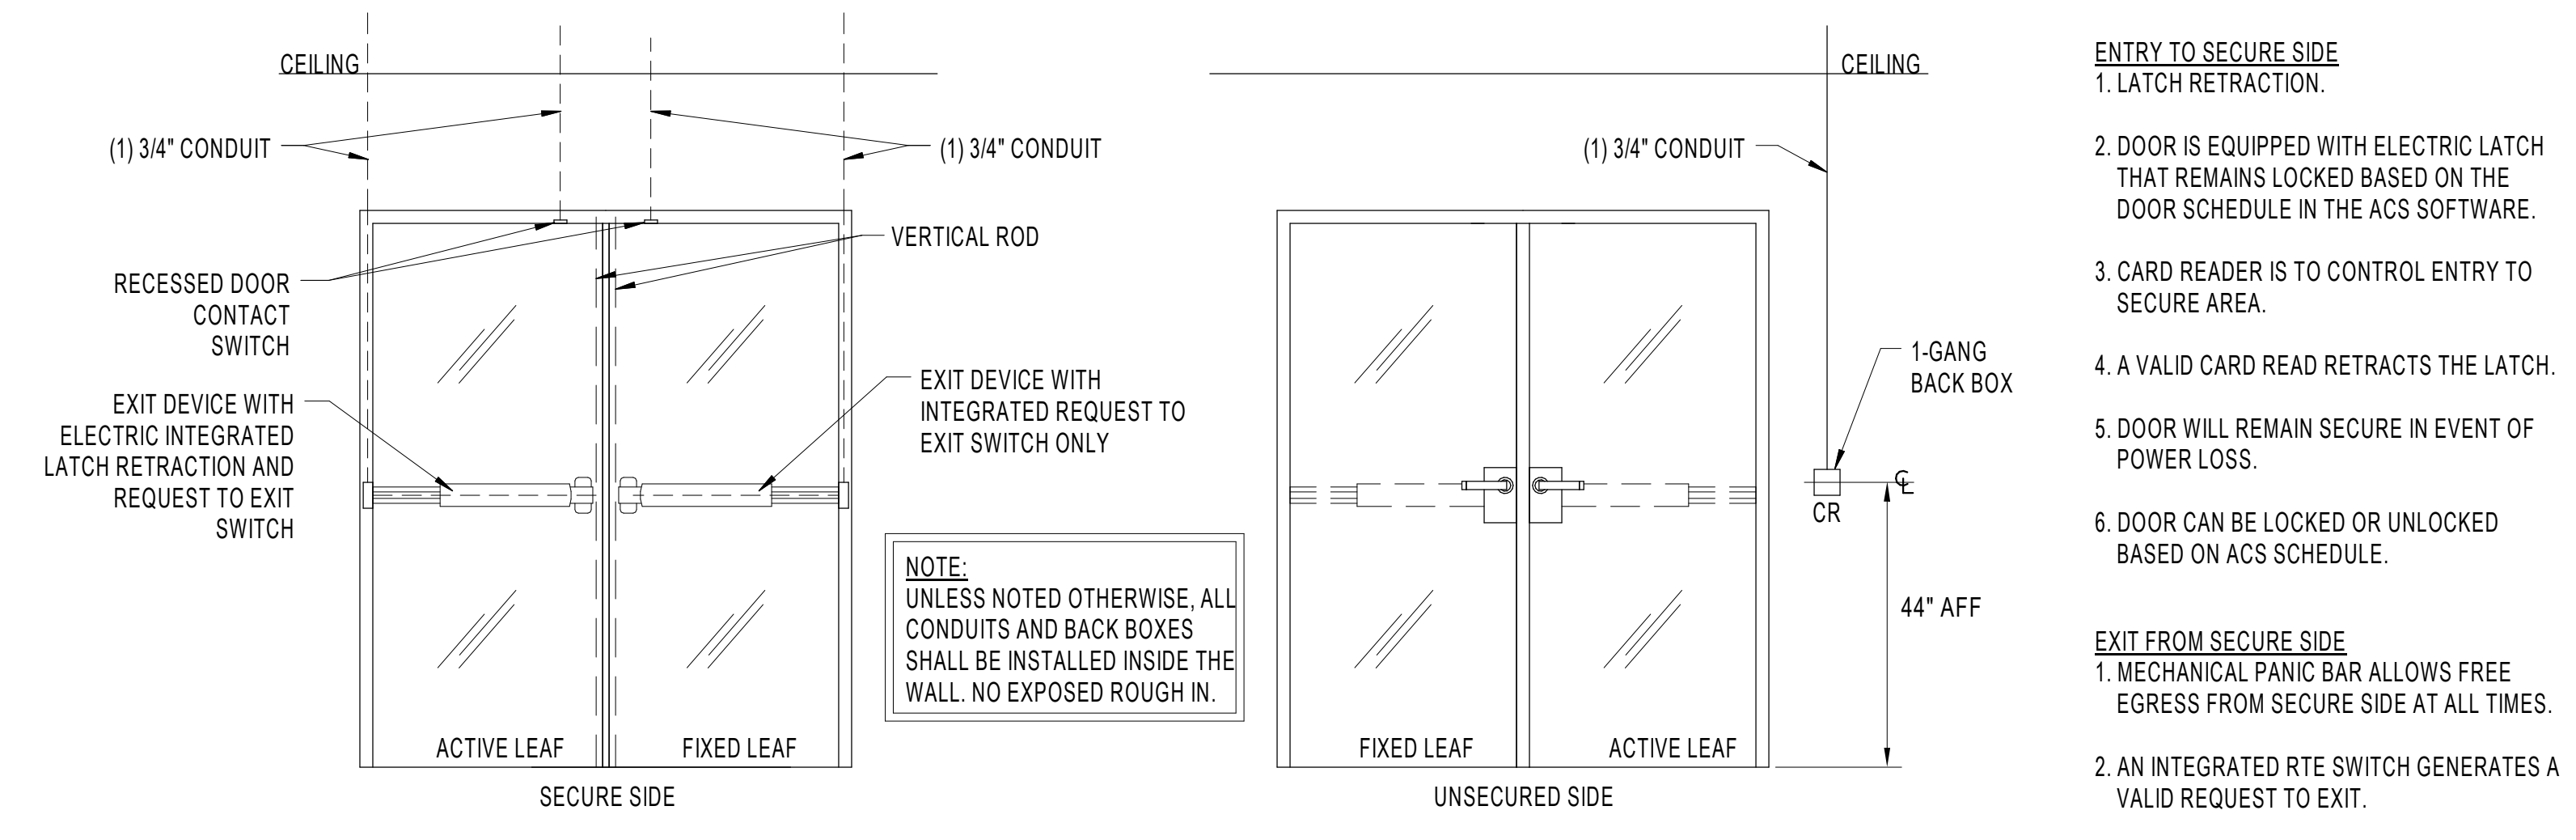 CEILING
(1) 3/4" CONDUIT
(1) 3/4" CONDUIT
VERTICAL ROD
RECESSED DOOR
CONTACT
SWITCH
EXIT DEVICE WITH
ELECTRIC INTEGRATED
LATCH RETRACTION AND
REQUEST TO EXIT
SWITCH
EXIT DEVICE WITH
INTEGRATED REQUEST TO
EXIT SWITCH ONLY
ACTIVE LEAF
FIXED LEAF
SECURE SIDE
NOTE:
UNLESS NOTED OTHERWISE, ALL
CONDUITS AND BACK BOXES
SHALL BE INSTALLED INSIDE THE
WALL. NO EXPOSED ROUGH IN.
CEILING
(1) 3/4" CONDUIT
1-GANG
BACK BOX
CR
℄
44" AFF
FIXED LEAF
ACTIVE LEAF
UNSECURED SIDE
ENTRY TO SECURE SIDE
1. LATCH RETRACTION.
2. DOOR IS EQUIPPED WITH ELECTRIC LATCH
THAT REMAINS LOCKED BASED ON THE
DOOR SCHEDULE IN THE ACS SOFTWARE.
3. CARD READER IS TO CONTROL ENTRY TO
SECURE AREA.
4. A VALID CARD READ RETRACTS THE LATCH.
5. DOOR WILL REMAIN SECURE IN EVENT OF
POWER LOSS.
6. DOOR CAN BE LOCKED OR UNLOCKED
BASED ON ACS SCHEDULE.
EXIT FROM SECURE SIDE
1. MECHANICAL PANIC BAR ALLOWS FREE
EGRESS FROM SECURE SIDE AT ALL TIMES.
2. AN INTEGRATED RTE SWITCH GENERATES A
VALID REQUEST TO EXIT.